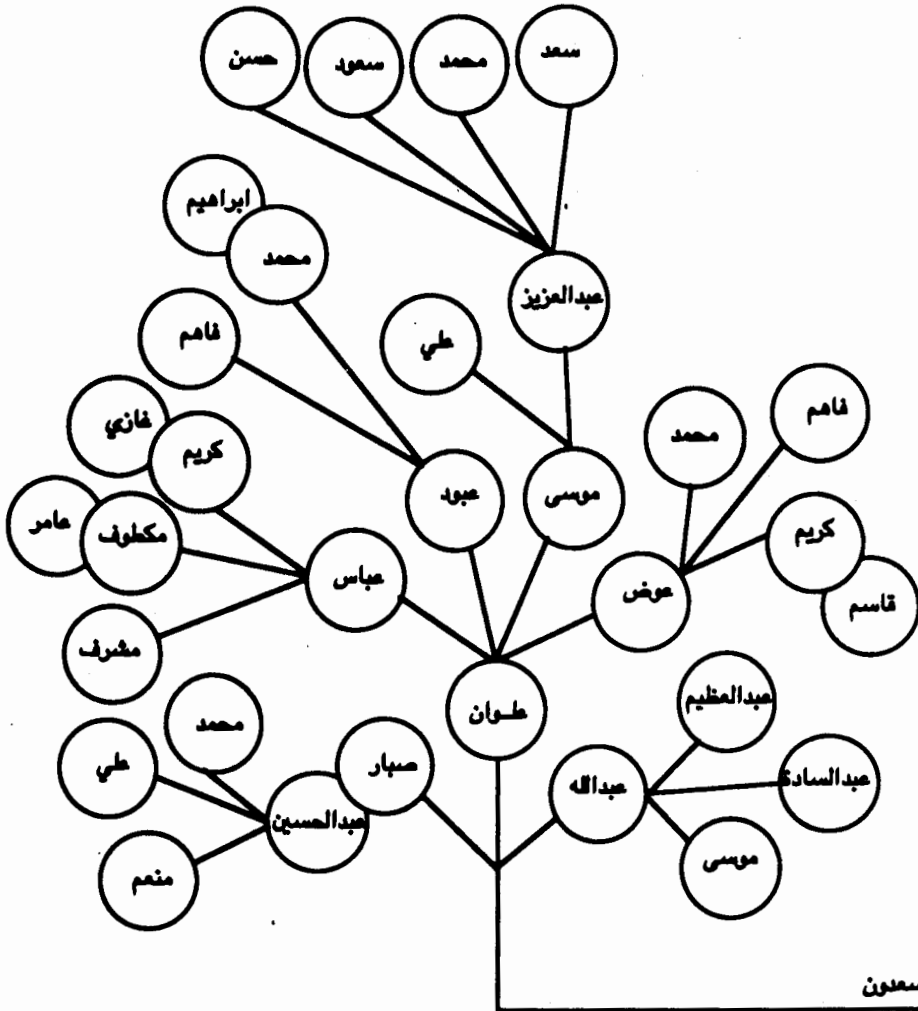 سعد
محمد
سعود
حسن
ابراهيم
محمد
عبدالعزيز
فاهم
علي
فاهم
محمد
غازي
كريم
عبود
موسى
عامر
مكطوف
كريم
عباس
عوض
قاسم
مشرف
علوان
عبدالعظيم
محمد
صبار
علي
عبدالله
عبدالسادة
عبدالحسين
موسى
منعم
سعدون